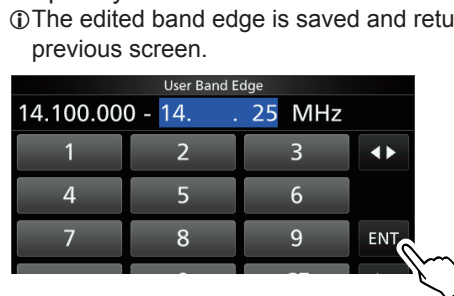 ⓘThe edited band edge is saved and retu
previous screen.
User Band Edge
14.100.000 - 14.   . 25 MHz
1 2 3 ◀▶
4 5 6
7 8 9 ENT